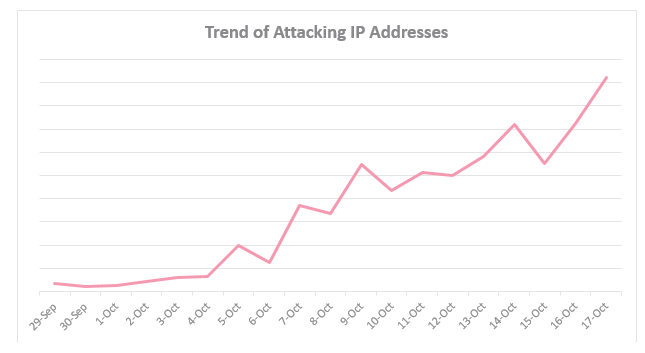 Trend of Attacking IP Addresses
29-Sep
30-Sep
1-Oct
2-Oct
3-Oct
4-Oct
5-Oct
6-Oct
7-Oct
8-Oct
9-Oct
10-Oct
11-Oct
12-Oct
13-Oct
14-Oct
15-Oct
16-Oct
17-Oct